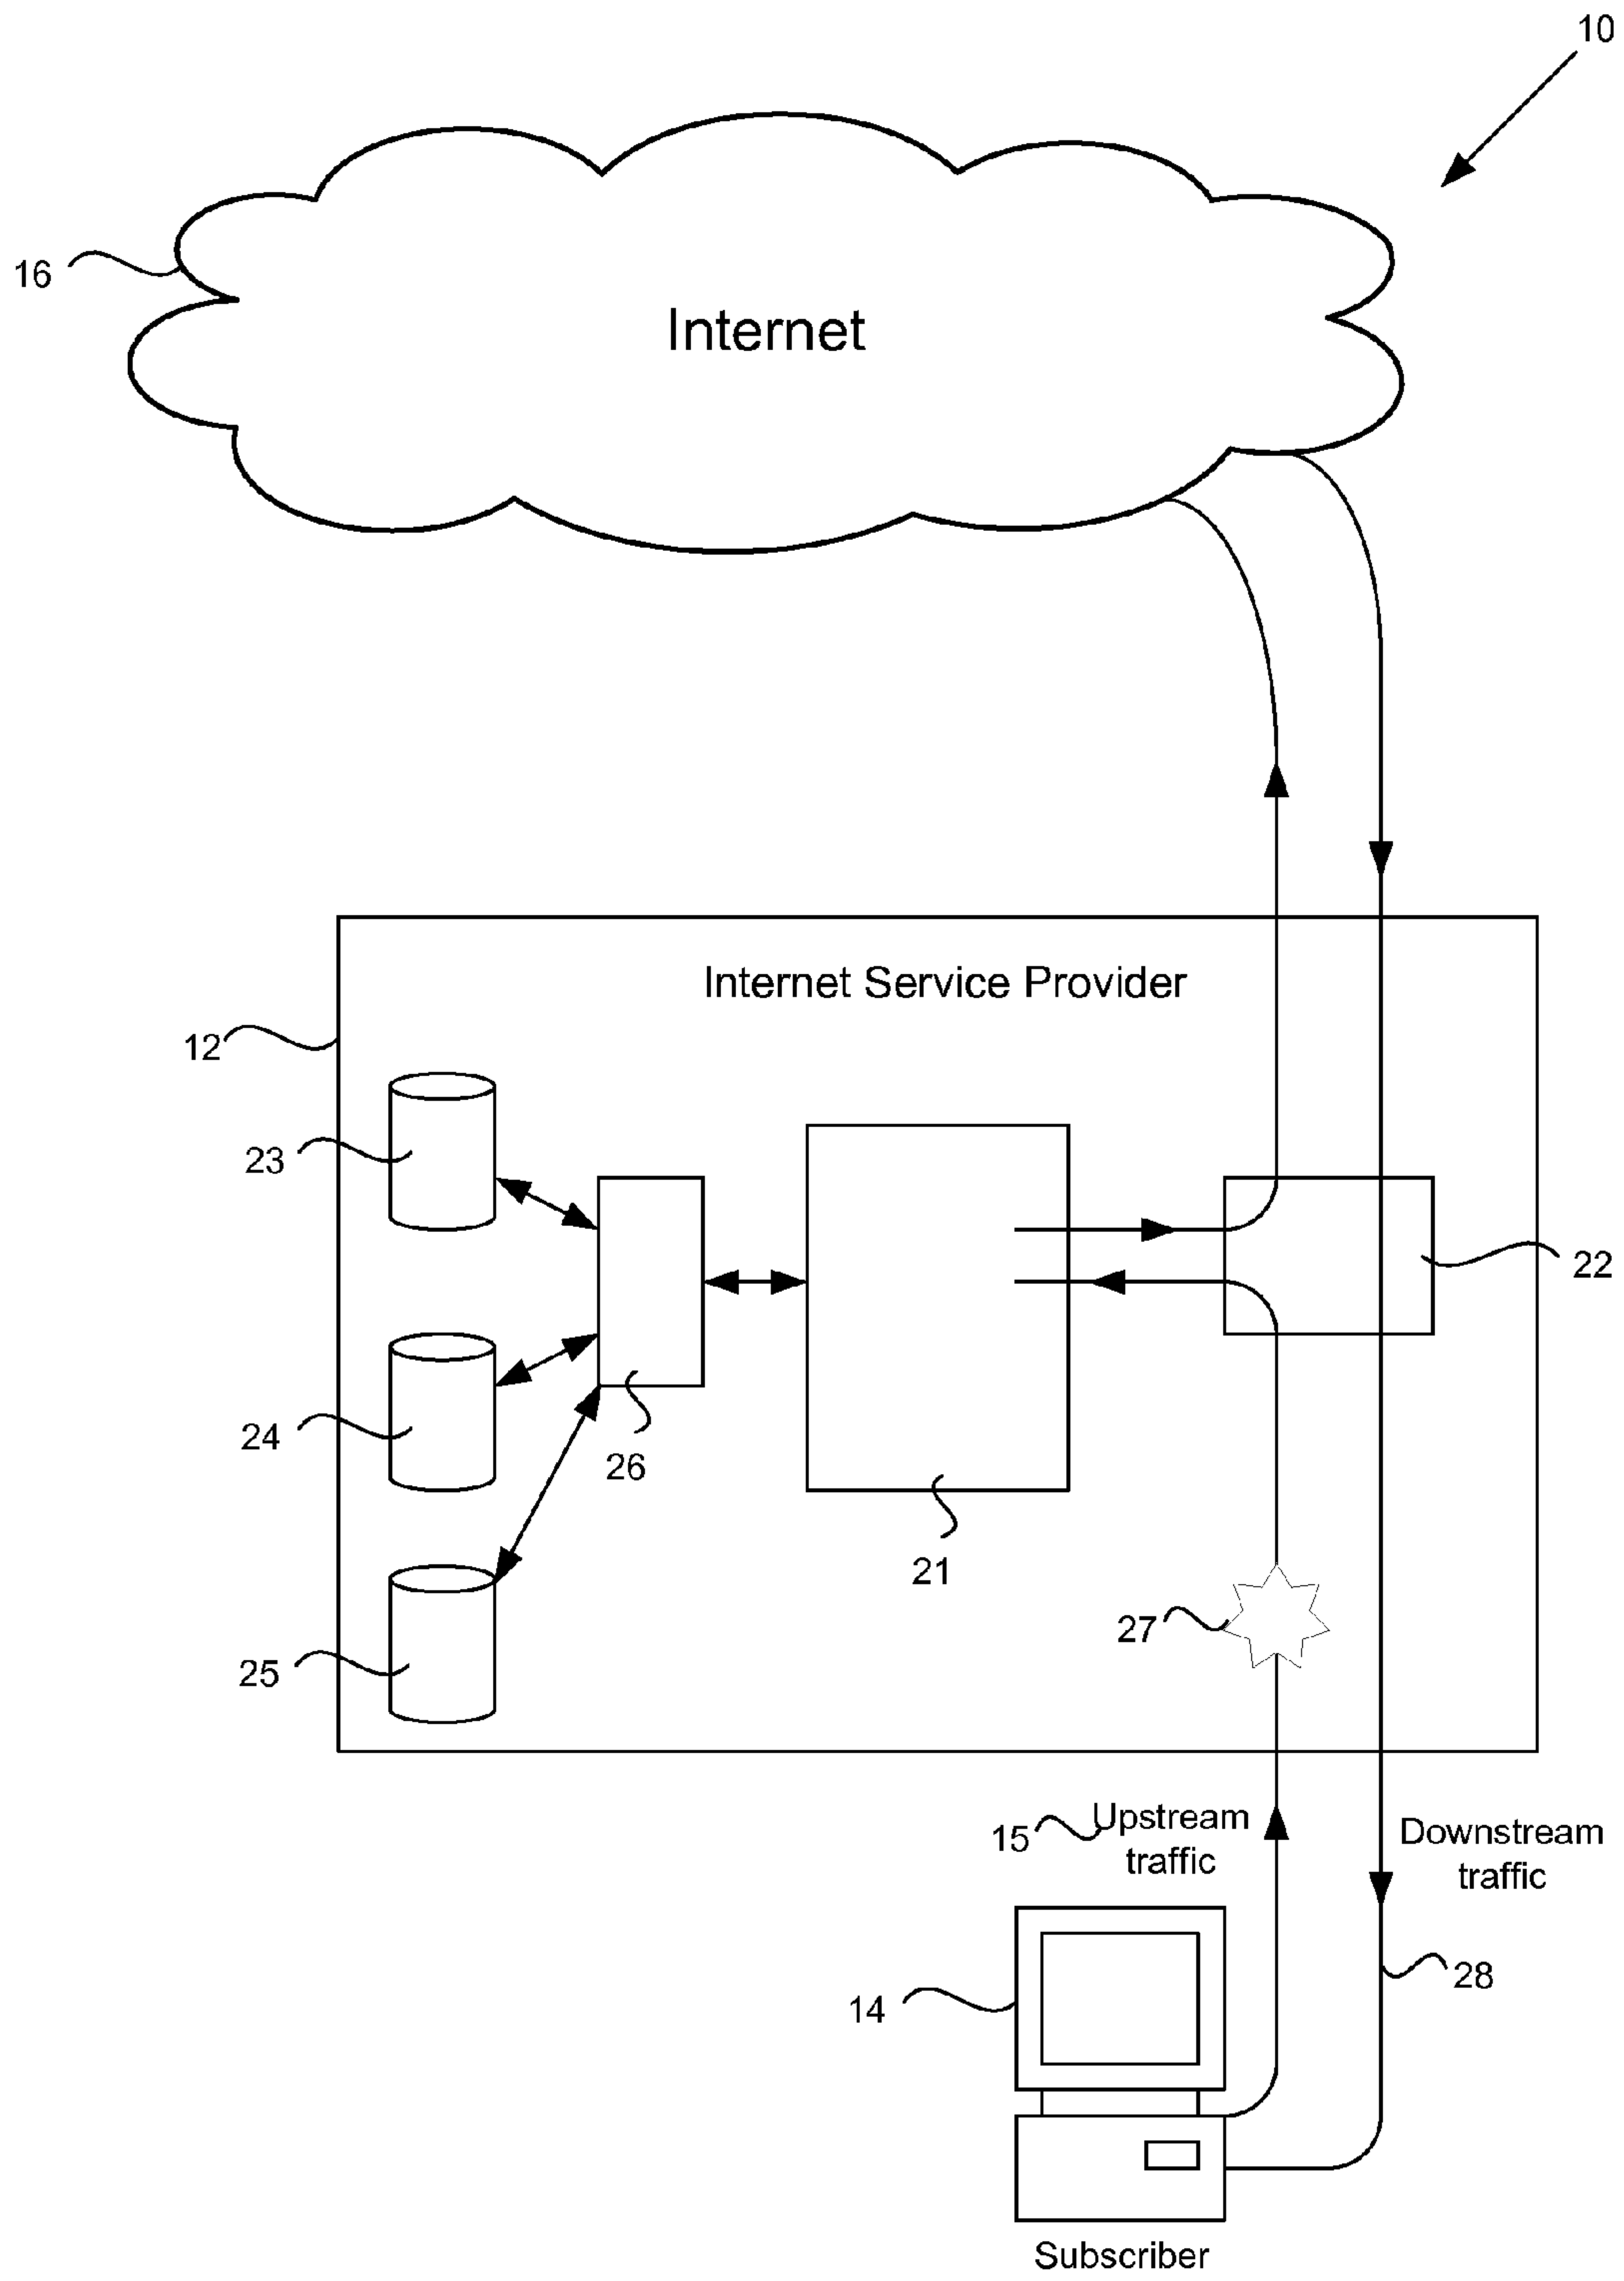 10
16
Internet
Internet Service Provider
12
23
22
24
26
21
27
25
15
Upstream
traffic
Downstream
traffic
28
14
Subscriber